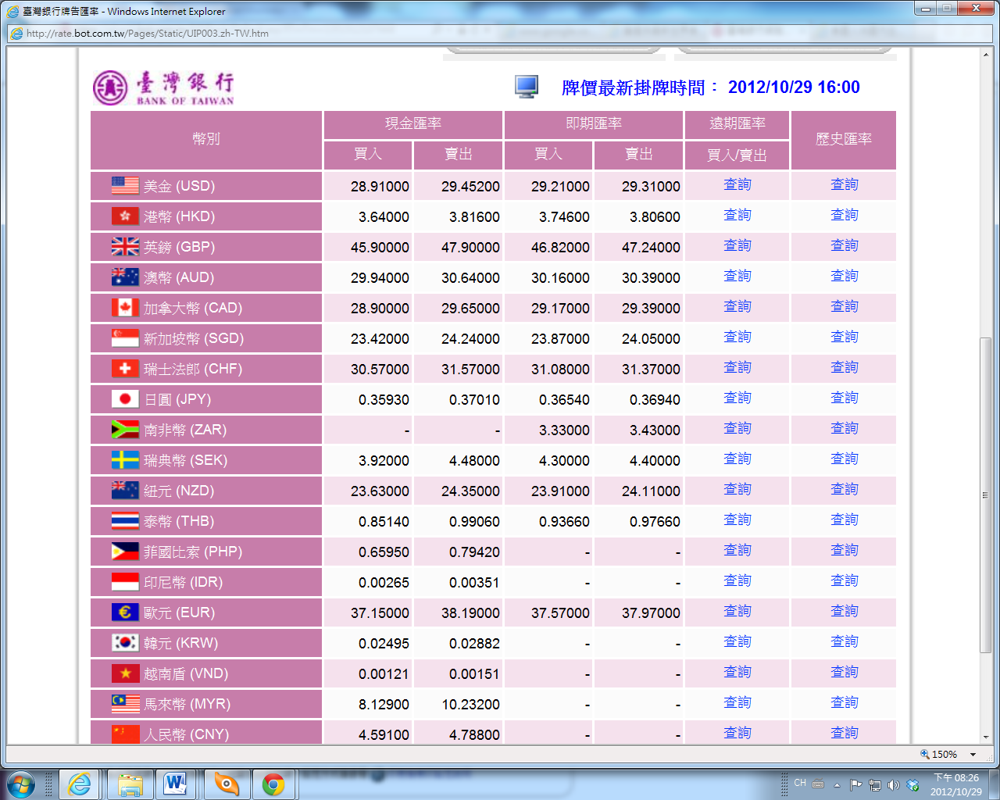 臺灣銀行牌告匯率 - Windows Internet Explorer
http://rate.bot.com.tw/Pages/Static/UIP003.zh-TW.htm
臺灣銀行
BANK OF TAIWAN
牌價最新掛牌時間： 2012/10/29 16:00
幣別 現金匯率 即期匯率 遠期匯率 歷史匯率
買入 賣出 買入 賣出 買入/賣出
美金 (USD) 28.91000 29.45200 29.21000 29.31000 查詢 查詢
港幣 (HKD) 3.64000 3.81600 3.74600 3.80600 查詢 查詢
英鎊 (GBP) 45.90000 47.90000 46.82000 47.24000 查詢 查詢
澳幣 (AUD) 29.94000 30.64000 30.16000 30.39000 查詢 查詢
加拿大幣 (CAD) 28.90000 29.65000 29.17000 29.39000 查詢 查詢
新加坡幣 (SGD) 23.42000 24.24000 23.87000 24.05000 查詢 查詢
瑞士法郎 (CHF) 30.57000 31.57000 31.08000 31.37000 查詢 查詢
日圓 (JPY) 0.35930 0.37010 0.36540 0.36940 查詢 查詢
南非幣 (ZAR) - - 3.33000 3.43000 查詢 查詢
瑞典幣 (SEK) 3.92000 4.48000 4.30000 4.40000 查詢 查詢
紐元 (NZD) 23.63000 24.35000 23.91000 24.11000 查詢 查詢
泰幣 (THB) 0.85140 0.99060 0.93660 0.97660 查詢 查詢
菲國比索 (PHP) 0.65950 0.79420 - - 查詢 查詢
印尼幣 (IDR) 0.00265 0.00351 - - 查詢 查詢
歐元 (EUR) 37.15000 38.19000 37.57000 37.97000 查詢 查詢
韓元 (KRW) 0.02495 0.02882 - - 查詢 查詢
越南盾 (VND) 0.00121 0.00151 - - 查詢 查詢
馬來幣 (MYR) 8.12900 10.23200 - - 查詢 查詢
人民幣 (CNY) 4.59100 4.78800 - - 查詢 查詢
150%
CH
下午 08:26
2012/10/29